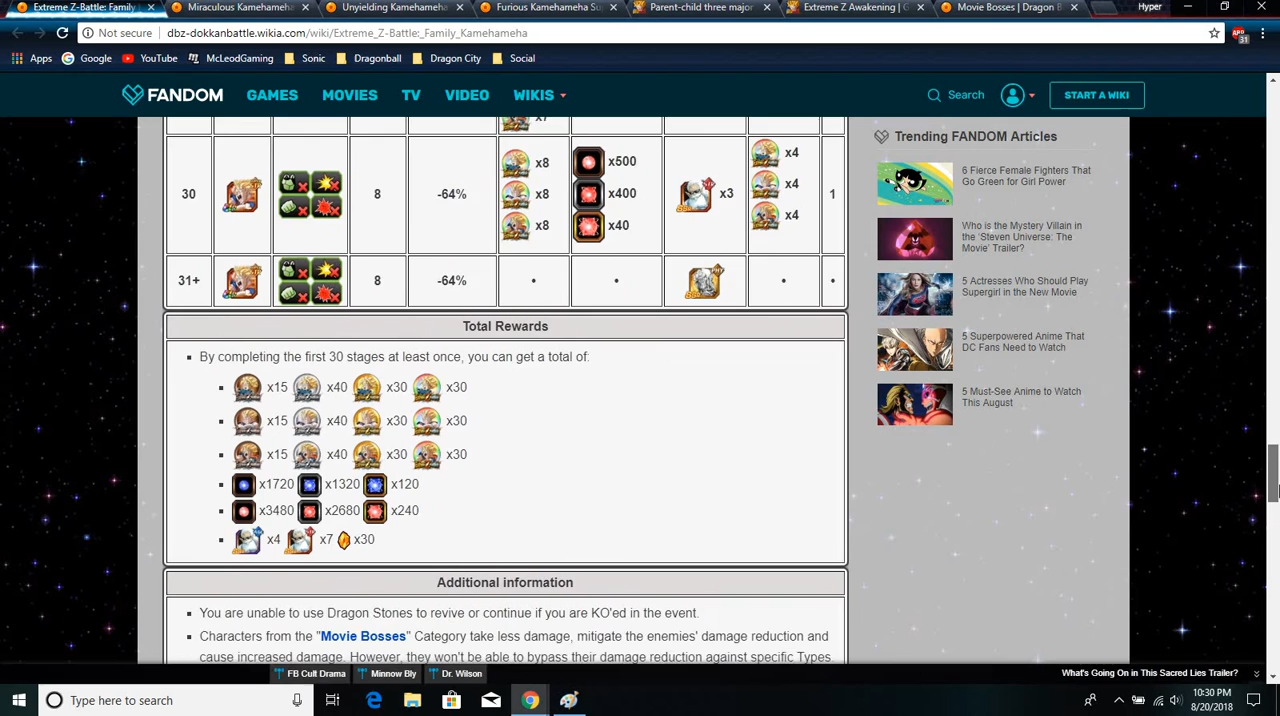 Extreme Z-Battle: Family
Miraculous Kamehameha
Unyielding Kamehameha
Furious Kamehameha Su
Parent-child three major
Extreme Z Awakening | G
Movie Bosses | Dragon B
Hyper
Not secure
dbz-dokkanbattle.wikia.com/wiki/Extreme_Z-Battle:_Family_Kamehameha
31
Apps Google YouTube McLeodGaming Sonic Dragonball Dragon City Social
FANDOM GAMES MOVIES TV VIDEO WIKIS Search START A WIKI
x7
30 8 -64% x8 x8 x8 x500 x400 x40 x3 x4 x4 x4 1
31+ 8 -64% • • • •
Total Rewards
By completing the first 30 stages at least once, you can get a total of:
x15 x40 x30 x30
x15 x40 x30 x30
x15 x40 x30 x30
x1720 x1320 x120
x3480 x2680 x240
x4 x7 x30
Additional information
You are unable to use Dragon Stones to revive or continue if you are KO'ed in the event.
Characters from the "Movie Bosses" Category take less damage, mitigate the enemies' damage reduction and
cause increased damage. However, they won't be able to bypass their damage reduction against specific Types.
Trending FANDOM Articles
6 Fierce Female Fighters That
Go Green for Girl Power
Who is the Mystery Villain in
the 'Steven Universe: The
Movie' Trailer?
5 Actresses Who Should Play
Supergirl in the New Movie
5 Superpowered Anime That
DC Fans Need to Watch
5 Must-See Anime to Watch
This August
FB Cult Drama Minnow Bly Dr. Wilson
What's Going On in This Sacred Lies Trailer?
Type here to search
10:30 PM
8/20/2018